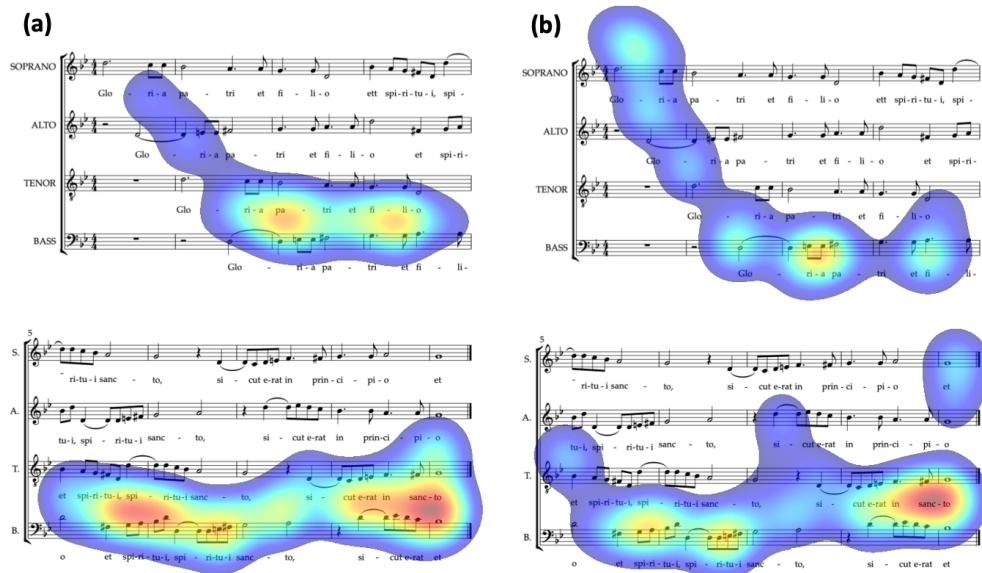 (a)
SOPRANO
Glo - ri-a pa - tri et fi - li-o ett spi-ri-tu-i, spi-
ALTO
Glo - ri-a pa - tri et fi-li - o et spi-ri-
TENOR
Glo - ri-a pa - tri et fi-li-o
BASS
Glo - ri-a pa - tri et fi-li-
5
S.
- ri-tu-i sanc - to, si - cut e-rat in prin-ci-pi-o et
A.
tu-i, spi - ri-tu-i sanc - to, si - cut e-rat in prin-ci-pi-o
T.
et spi-ri-tu-i, spi - ri-tu-i sanc - to, si - cut e-rat in sanc-to
B.
o et spi-ri-tu-i, spi - ri-tu-i sanc - to, si - cut e-rat et
(b)
SOPRANO
Glo - ri-a pa - tri et fi - li-o ett spi-ri-tu-i, spi-
ALTO
Glo - ri-a pa - tri et fi-li - o et spi-ri-
TENOR
Glo - ri-a pa - tri et fi-li-o
BASS
Glo - ri-a pa - tri et fi-li-
5
S.
- ri-tu-i sanc - to, si - cut e-rat in prin-ci-pi-o et
A.
tu-i, spi - ri-tu-i sanc - to, si - cut e-rat in prin-ci-pi-o
T.
et spi-ri-tu-i, spi - ri-tu-i sanc - to, si - cut e-rat in sanc-to
B.
o et spi-ri-tu-i, spi - ri-tu-i sanc - to, si - cut e-rat et